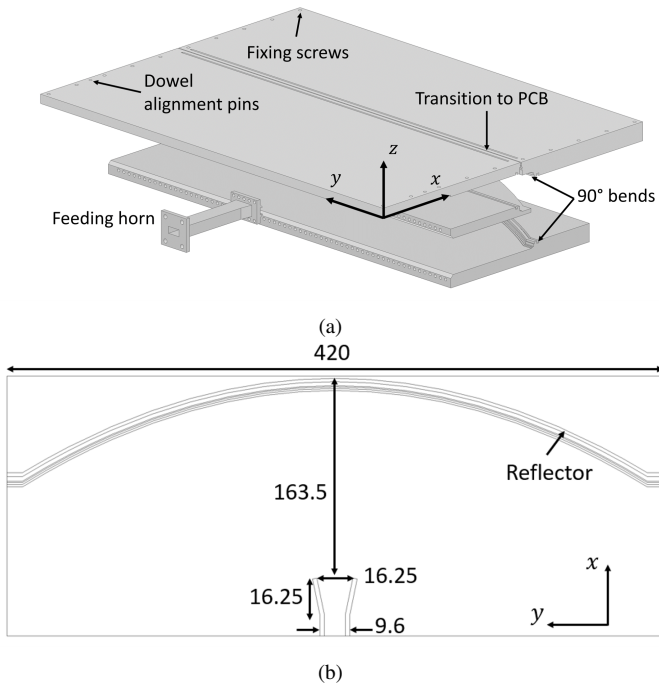 Fixing screws
Dowel
alignment pins
Transition to PCB
z
y
x
90° bends
Feeding horn
(a)
420
Reflector
163.5
16.25
16.25
x
y
9.6
(b)